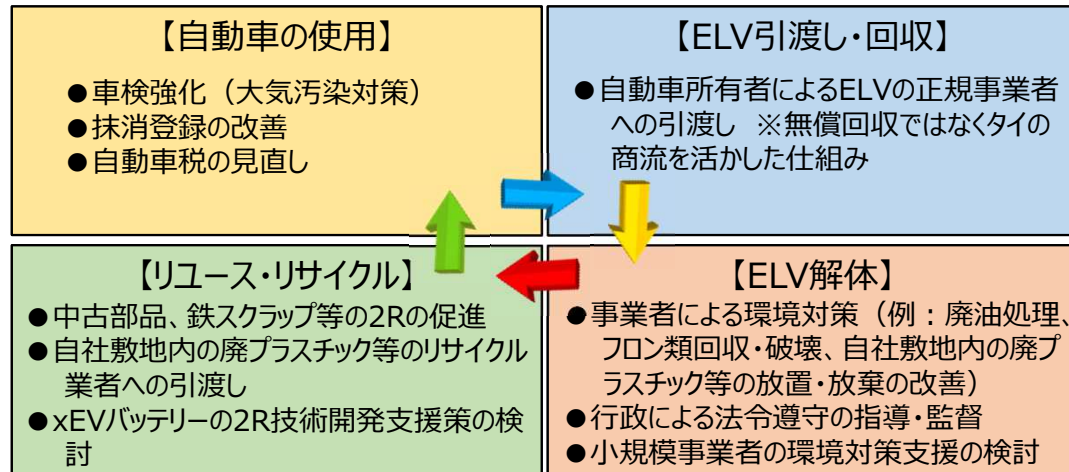 【自動車の使用】
●車検強化（大気汚染対策）
●抹消登録の改善
●自動車税の見直し
【ELV引渡し・回収】
●自動車所有者によるELVの正規事業者
への引渡し ※無償回収ではなくタイの
商流を活かした仕組み
【リユース・リサイクル】
●中古部品、鉄スクラップ等の2Rの促進
●自社敷地内の廃プラスチック等のリサイクル
業者への引渡し
●xEVバッテリーの2R技術開発支援策の検
討
【ELV解体】
●事業者による環境対策（例：廃油処理、
フロン類回収・破壊、自社敷地内の廃プ
ラスチック等の放置・放棄の改善）
●行政による法令遵守の指導・監督
●小規模事業者の環境対策支援の検討